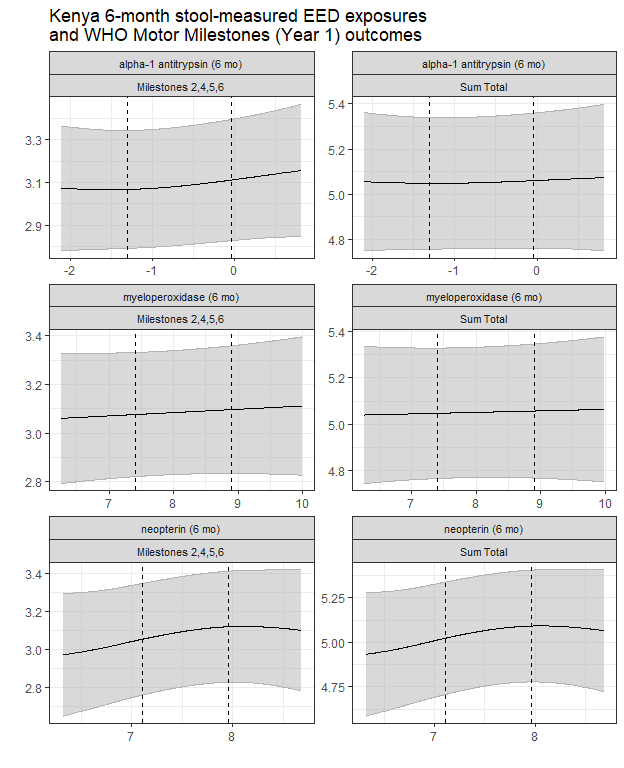 Kenya 6-month stool-measured EED exposures
and WHO Motor Milestones (Year 1) outcomes
alpha-1 antitrypsin (6 mo)
Milestones 2,4,5,6
3.3
3.1
2.9
-2 -1 0
alpha-1 antitrypsin (6 mo)
Sum Total
5.4
5.2
5.0
4.8
-2 -1 0
myeloperoxidase (6 mo)
Milestones 2,4,5,6
3.4
3.2
3.0
2.8
7 8 9 10
myeloperoxidase (6 mo)
Sum Total
5.4
5.2
5.0
4.8
7 8 9 10
neopterin (6 mo)
Milestones 2,4,5,6
3.4
3.2
3.0
2.8
7 8
neopterin (6 mo)
Sum Total
5.25
5.00
4.75
7 8